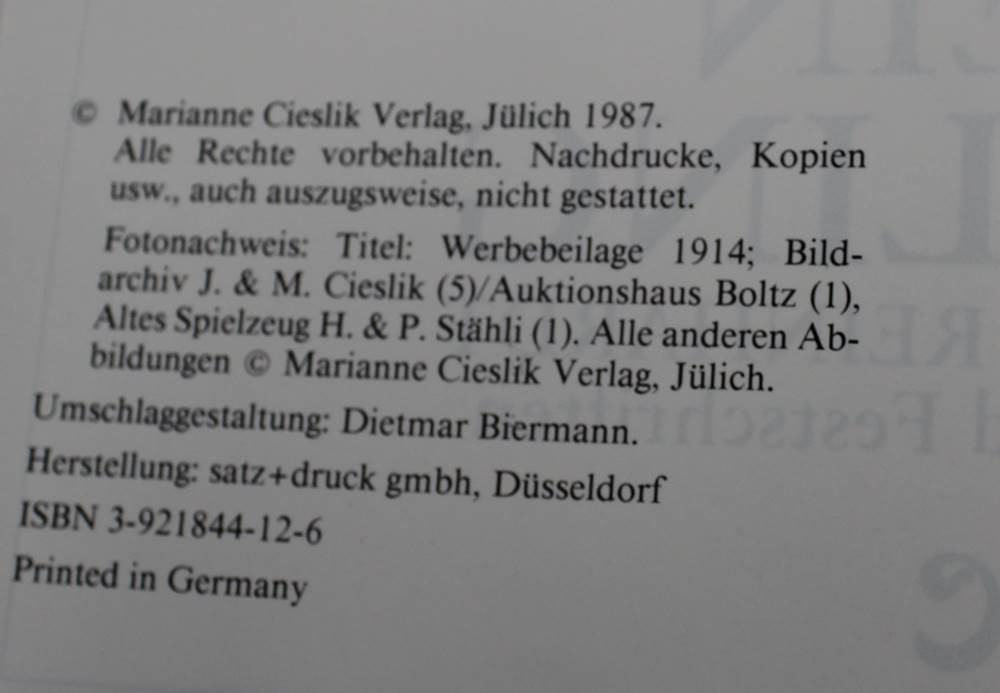 © Marianne Cieslik Verlag, Jülich 1987.
Alle Rechte vorbehalten. Nachdrucke, Kopien
usw., auch auszugsweise, nicht gestattet.
Fotonachweis: Titel: Werbebeilage 1914; Bild-
archiv J. & M. Cieslik (5)/Auktionshaus Boltz (1),
Altes Spielzeug H. & P. Stähli (1). Alle anderen Ab-
bildungen © Marianne Cieslik Verlag, Jülich.
Umschlaggestaltung: Dietmar Biermann.
Herstellung: satz+druck gmbh, Düsseldorf
ISBN 3-921844-12-6
Printed in Germany